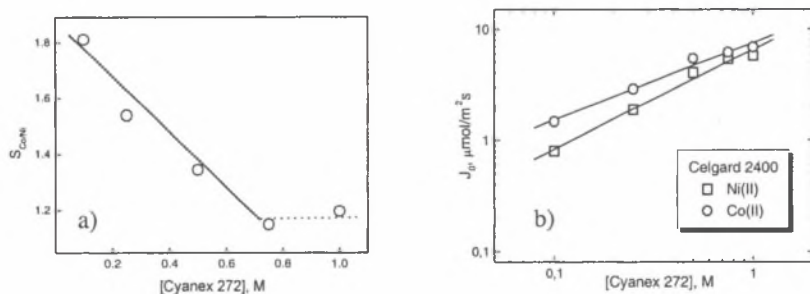 1.8
1.6
1.4
1.2
S_Co/Ni
a)
0.2
0.4
0.6
0.8
1.0
[Cyanex 272], M
10
1
0,1
J₀, μmol/m²s
b)
Celgard 2400
Ni(II)
Co(II)
0,1
1
[Cyanex 272], M